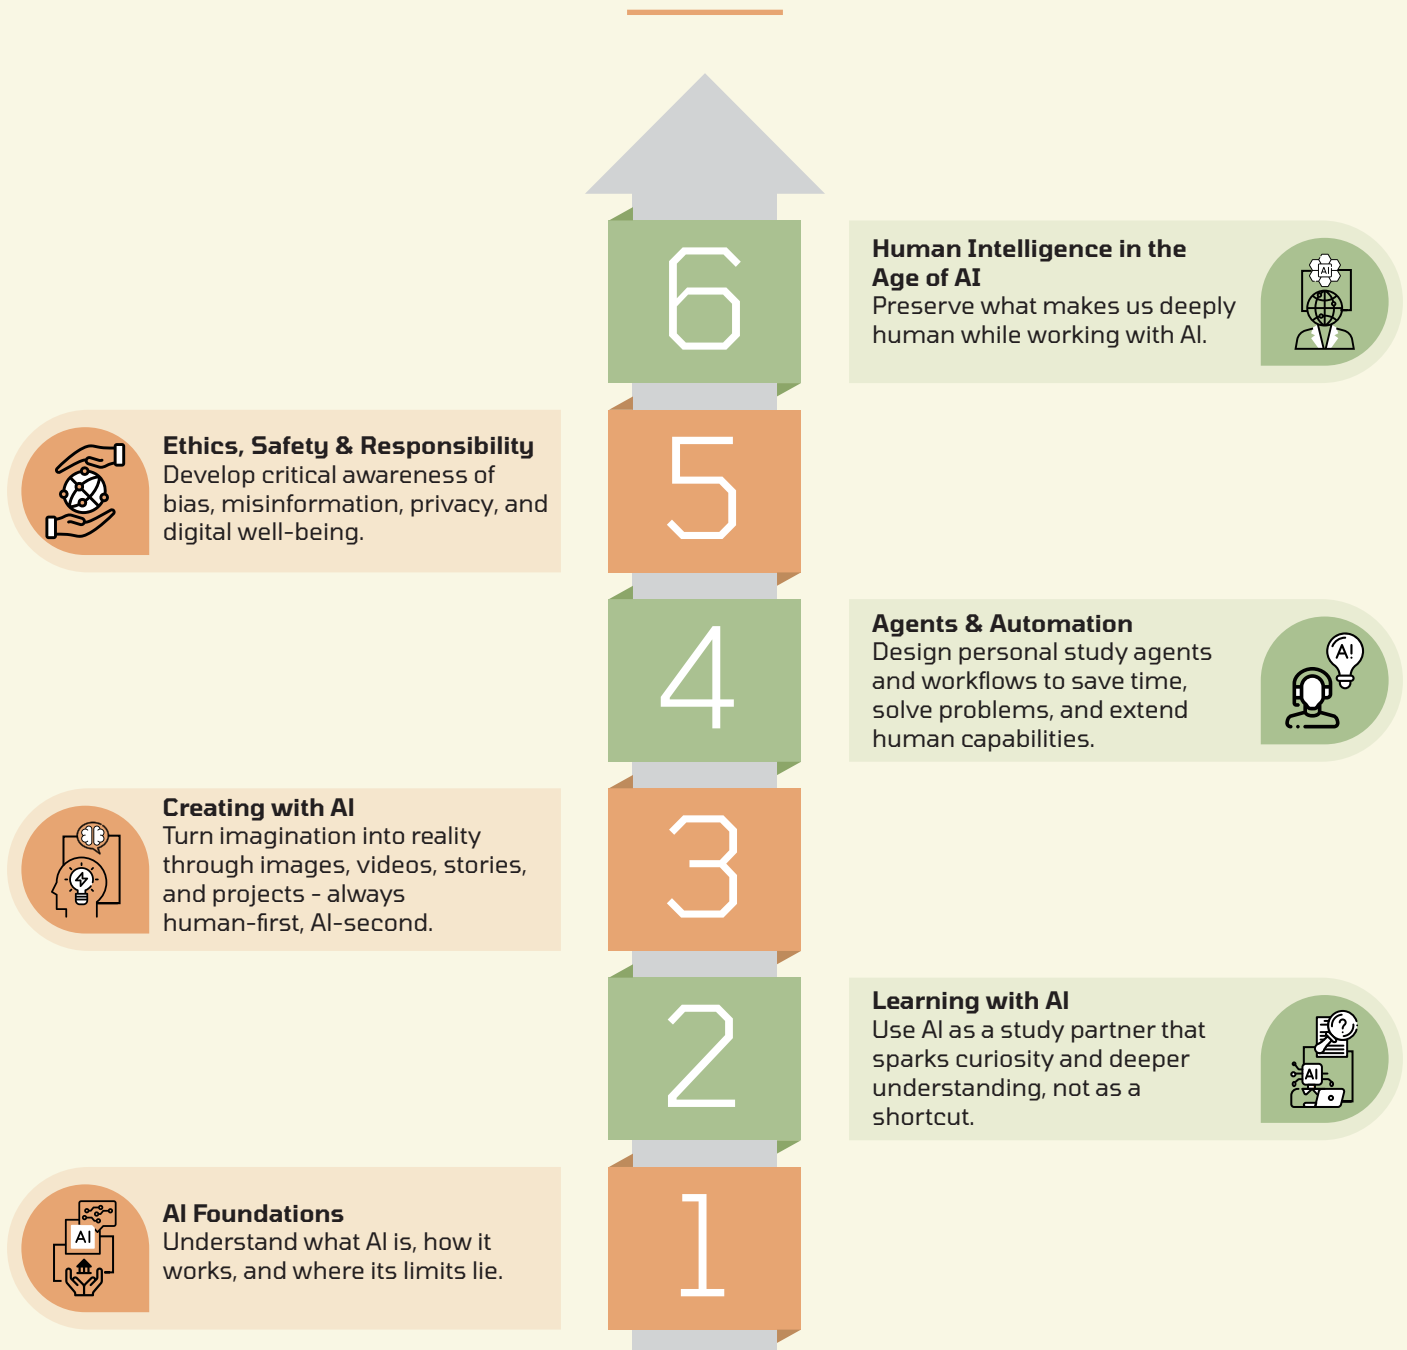 6
Human Intelligence in the
Age of AI
Preserve what makes us deeply
human while working with AI.
AI
5
Ethics, Safety & Responsibility
Develop critical awareness of
bias, misinformation, privacy, and
digital well-being.
4
Agents & Automation
Design personal study agents
and workflows to save time,
solve problems, and extend
human capabilities.
A!
3
Creating with AI
Turn imagination into reality
through images, videos, stories,
and projects - always
human-first, AI-second.
2
Learning with AI
Use AI as a study partner that
sparks curiosity and deeper
understanding, not as a
shortcut.
?
AI
1
AI Foundations
Understand what AI is, how it
works, and where its limits lie.
AI